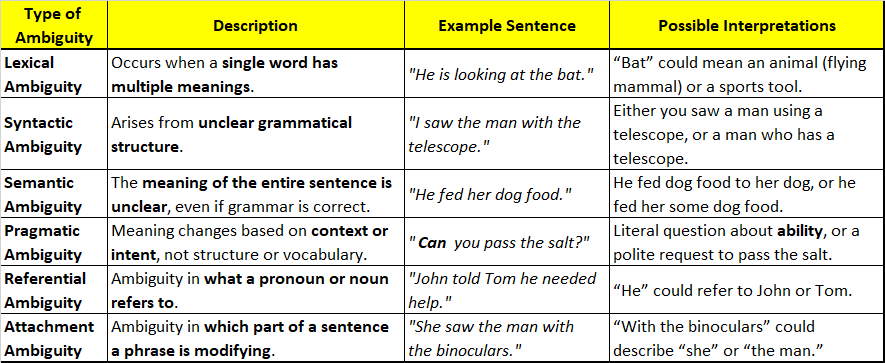 Type of Ambiguity
Description
Example Sentence
Possible Interpretations
Lexical Ambiguity
Occurs when a single word has
multiple meanings.
"He is looking at the bat."
“Bat” could mean an animal (flying
mammal) or a sports tool.
Syntactic Ambiguity
Arises from unclear grammatical
structure.
"I saw the man with the
telescope."
Either you saw a man using a
telescope, or a man who has a
telescope.
Semantic Ambiguity
The meaning of the entire sentence is
unclear, even if grammar is correct.
"He fed her dog food."
He fed dog food to her dog, or he
fed her some dog food.
Pragmatic Ambiguity
Meaning changes based on context or
intent, not structure or vocabulary.
" Can you pass the salt?"
Literal question about ability, or a
polite request to pass the salt.
Referential Ambiguity
Ambiguity in what a pronoun or noun
refers to.
"John told Tom he needed
help."
“He” could refer to John or Tom.
Attachment Ambiguity
Ambiguity in which part of a sentence
a phrase is modifying.
"She saw the man with
the binoculars."
“With the binoculars” could
describe “she” or “the man.”